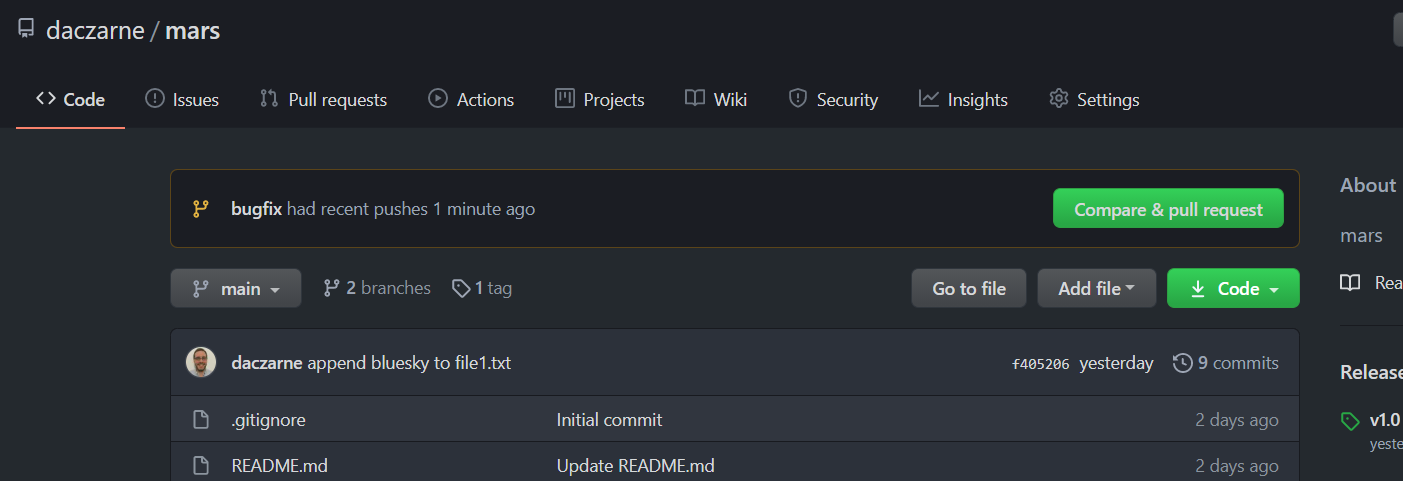 daczarne / mars
Code Issues Pull requests Actions Projects Wiki Security Insights Settings
bugfix had recent pushes 1 minute ago Compare & pull request
About
mars
main 2 branches 1 tag Go to file Add file Code
daczarne append bluesky to file1.txt f405206 yesterday 9 commits
.gitignore Initial commit 2 days ago
README.md Update README.md 2 days ago
v1.0